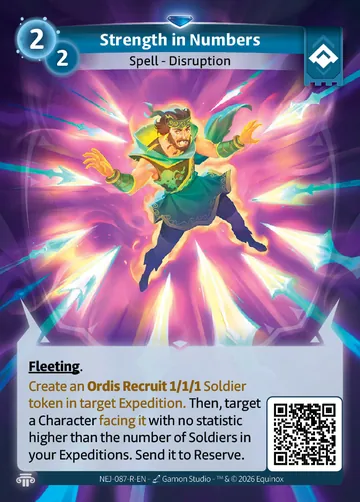 2
2
Strength in Numbers
Spell - Disruption
Fleeting.
Create an Ordis Recruit 1/1/1 Soldier
token in target Expedition. Then, target
a Character facing it with no statistic
higher than the number of Soldiers in
your Expeditions. Send it to Reserve.
NEJ-087-R-EN - Gamon Studio - ™ & © 2026 Equinox